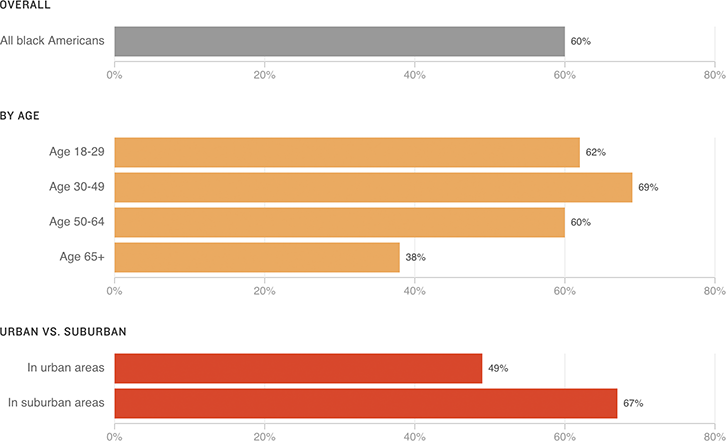 OVERALL
All black Americans 60%
0% 20% 40% 60% 80%
BY AGE
Age 18-29 62%
Age 30-49 69%
Age 50-64 60%
Age 65+ 38%
0% 20% 40% 60% 80%
URBAN VS. SUBURBAN
In urban areas 49%
In suburban areas 67%
0% 20% 40% 60% 80%